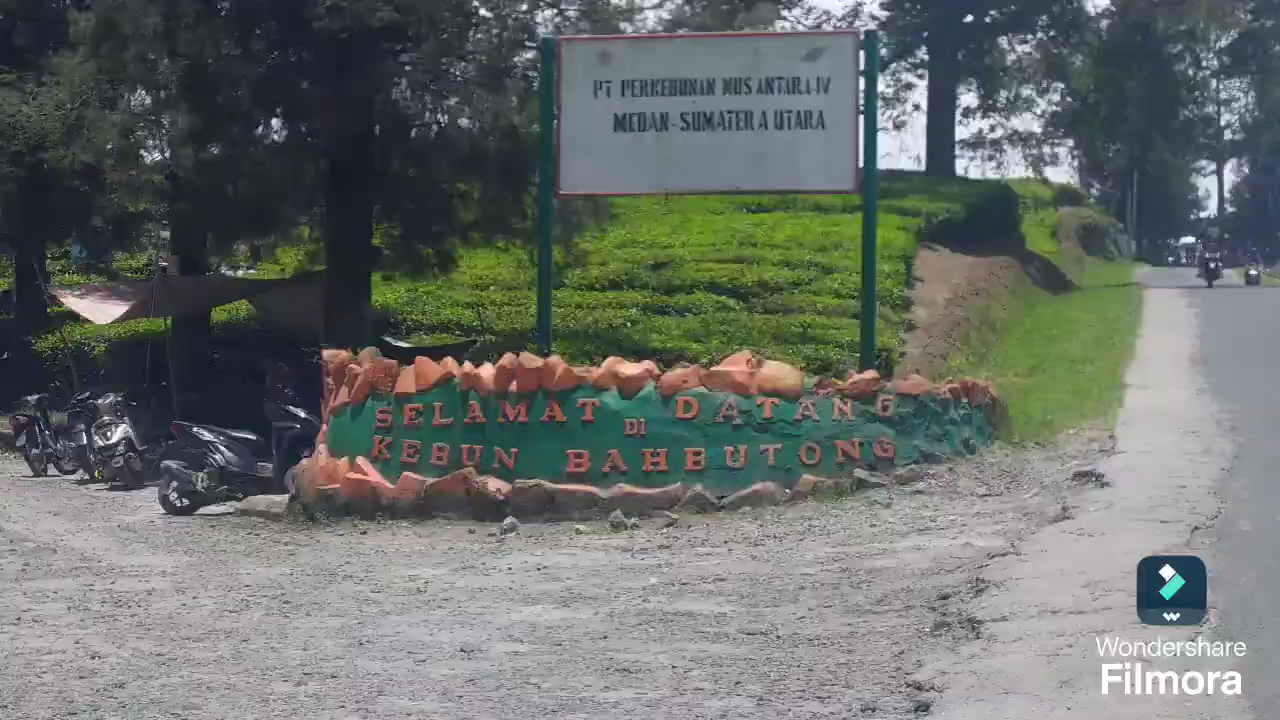 PT PERKEBUNAN NUSANTARA-IV
MEDAN-SUMATERA UTARA
SELAMAT DATANG
DI
KEBUN BAHBUTONG
Wondershare
Filmora